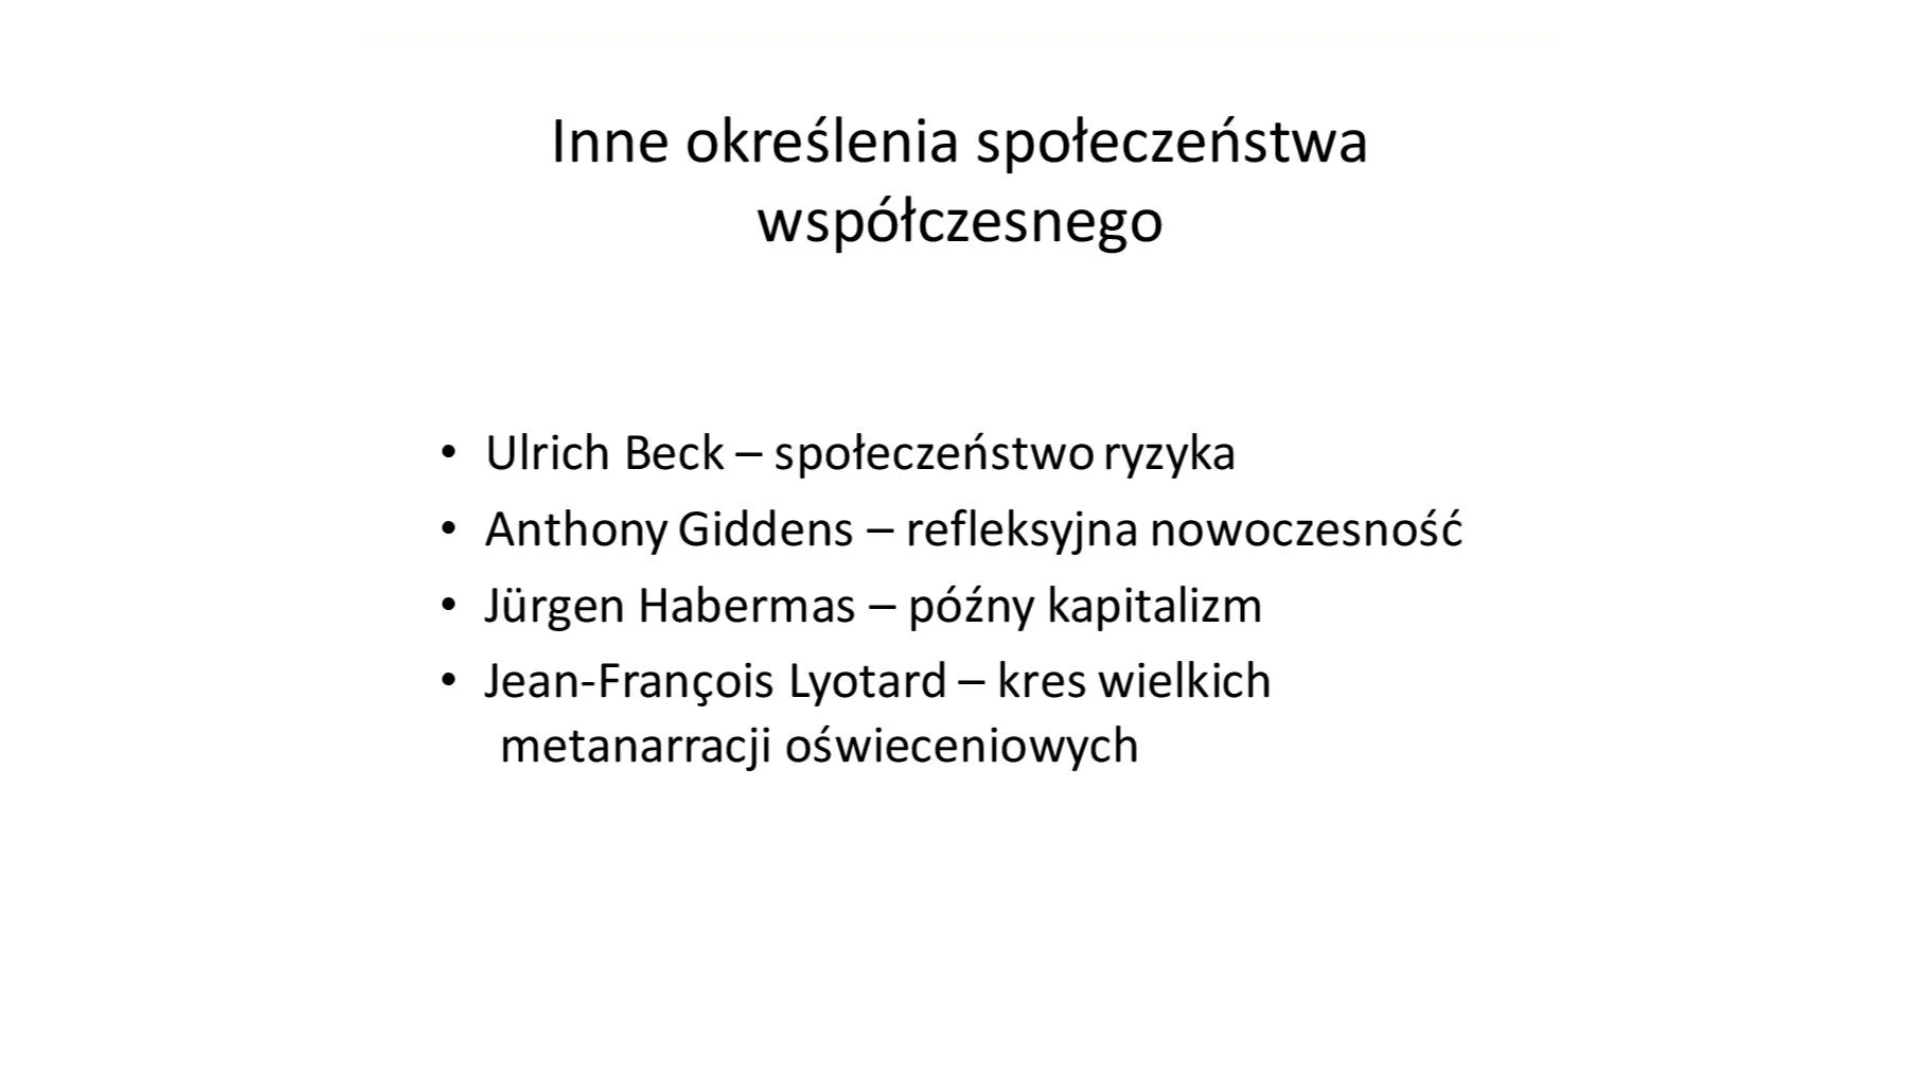 Inne określenia społeczeństwa
współczesnego
• Ulrich Beck – społeczeństwo ryzyka
• Anthony Giddens – refleksyjna nowoczesność
• Jürgen Habermas – późny kapitalizm
• Jean-François Lyotard – kres wielkich
metanarracji oświeceniowych